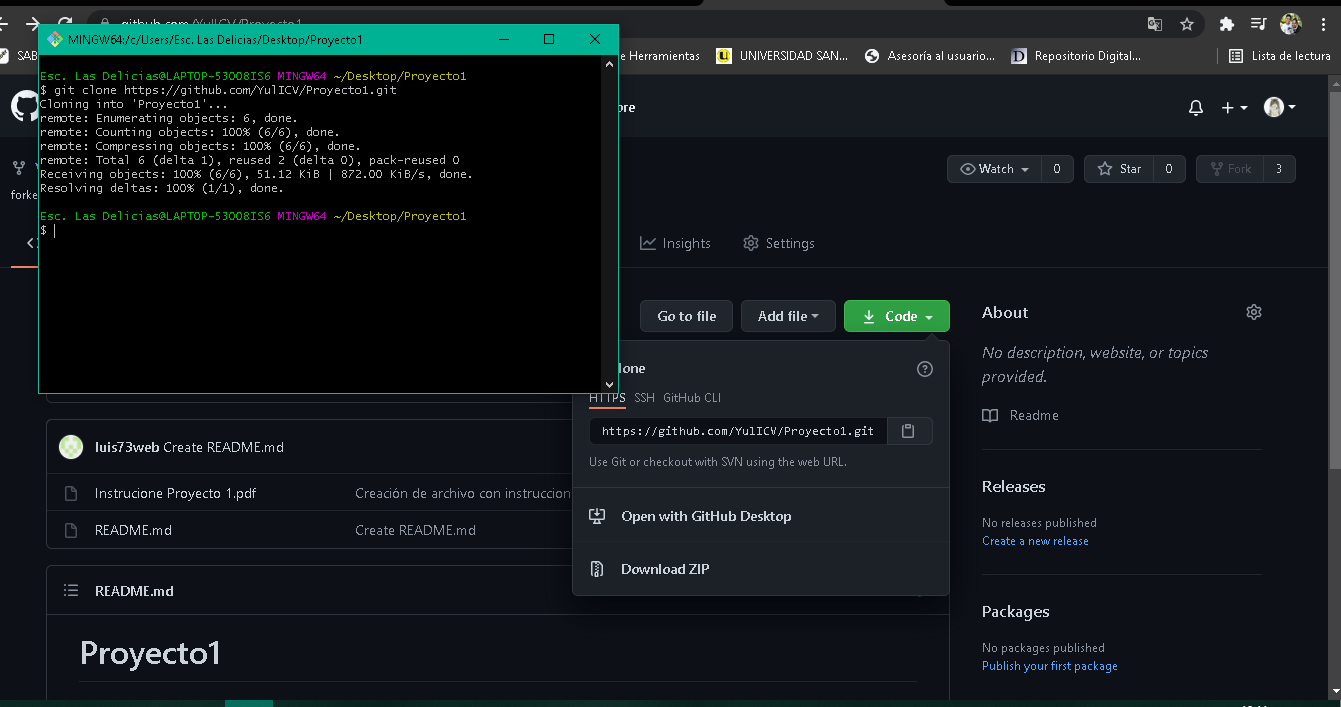 github.com/YulICV/Proyecto1
MINGW64:/c/Users/Esc. Las Delicias/Desktop/Proyecto1
SAB
e Herramientas
UNIVERSIDAD SAN...
Asesoría al usuario...
Repositorio Digital...
Lista de lectura
Esc. Las Delicias@LAPTOP-53008IS6 MINGW64 ~/Desktop/Proyecto1
$ git clone https://github.com/YulICV/Proyecto1.git
Cloning into 'Proyecto1'...
remote: Enumerating objects: 6, done.
remote: Counting objects: 100% (6/6), done.
remote: Compressing objects: 100% (6/6), done.
remote: Total 6 (delta 1), reused 2 (delta 0), pack-reused 0
Receiving objects: 100% (6/6), 51.12 KiB | 872.00 KiB/s, done.
Resolving deltas: 100% (1/1), done.
Esc. Las Delicias@LAPTOP-53008IS6 MINGW64 ~/Desktop/Proyecto1
$
ore
forke
Watch 0
Star 0
Fork 3
Insights
Settings
Go to file
Add file
Code
lone
HTTPS SSH GitHub CLI
https://github.com/YulICV/Proyecto1.git
Use Git or checkout with SVN using the web URL.
Open with GitHub Desktop
Download ZIP
luis73web Create README.md
Instrucione Proyecto 1.pdf Creación de archivo con instruccion
README.md Create README.md
README.md
Proyecto1
About
No description, website, or topics
provided.
Readme
Releases
No releases published
Create a new release
Packages
No packages published
Publish your first package